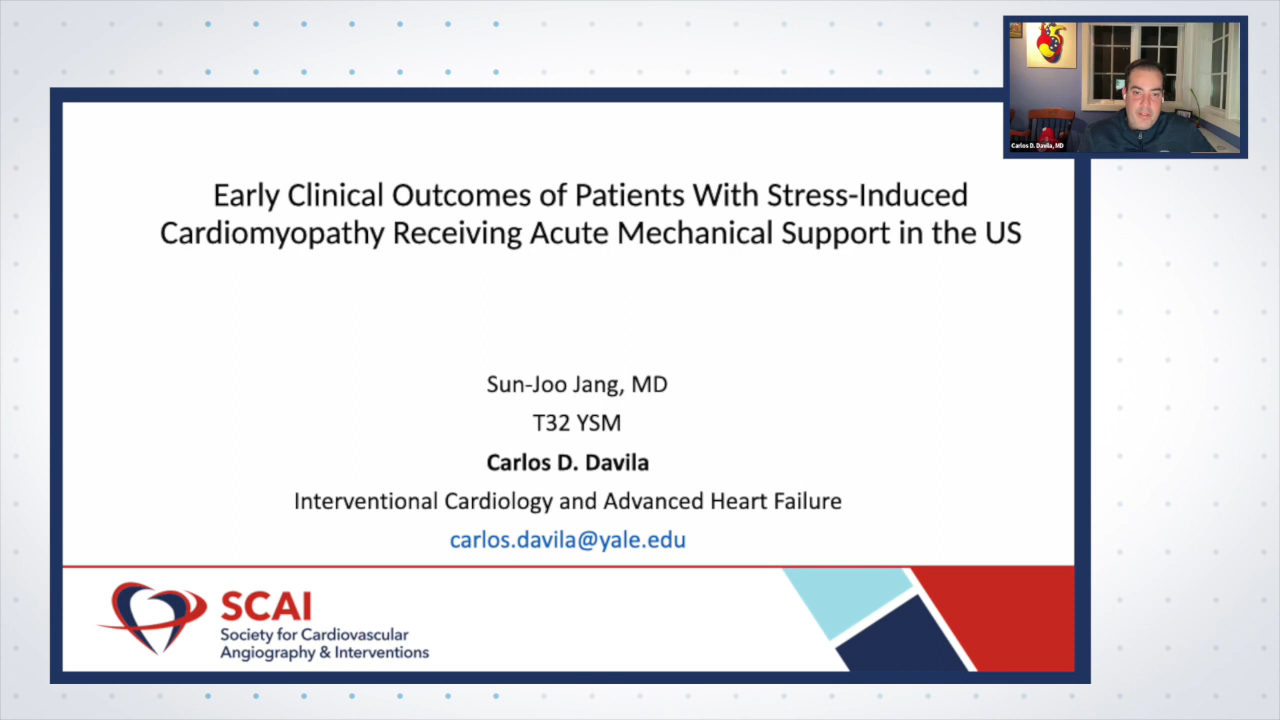 Carlos D. Davila, MD
Early Clinical Outcomes of Patients With Stress-Induced
Cardiomyopathy Receiving Acute Mechanical Support in the US
Sun-Joo Jang, MD
T32 YSM
Carlos D. Davila
Interventional Cardiology and Advanced Heart Failure
carlos.davila@yale.edu
SCAI
Society for Cardiovascular
Angiography & Interventions